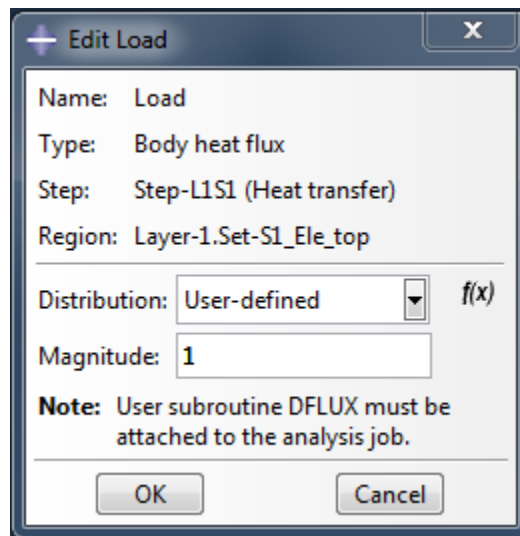 Edit Load
X
Name: Load
Type: Body heat flux
Step: Step-L1S1 (Heat transfer)
Region: Layer-1.Set-S1_Ele_top
Distribution: User-defined f(x)
Magnitude: 1
Note: User subroutine DFLUX must be
attached to the analysis job.
OK Cancel